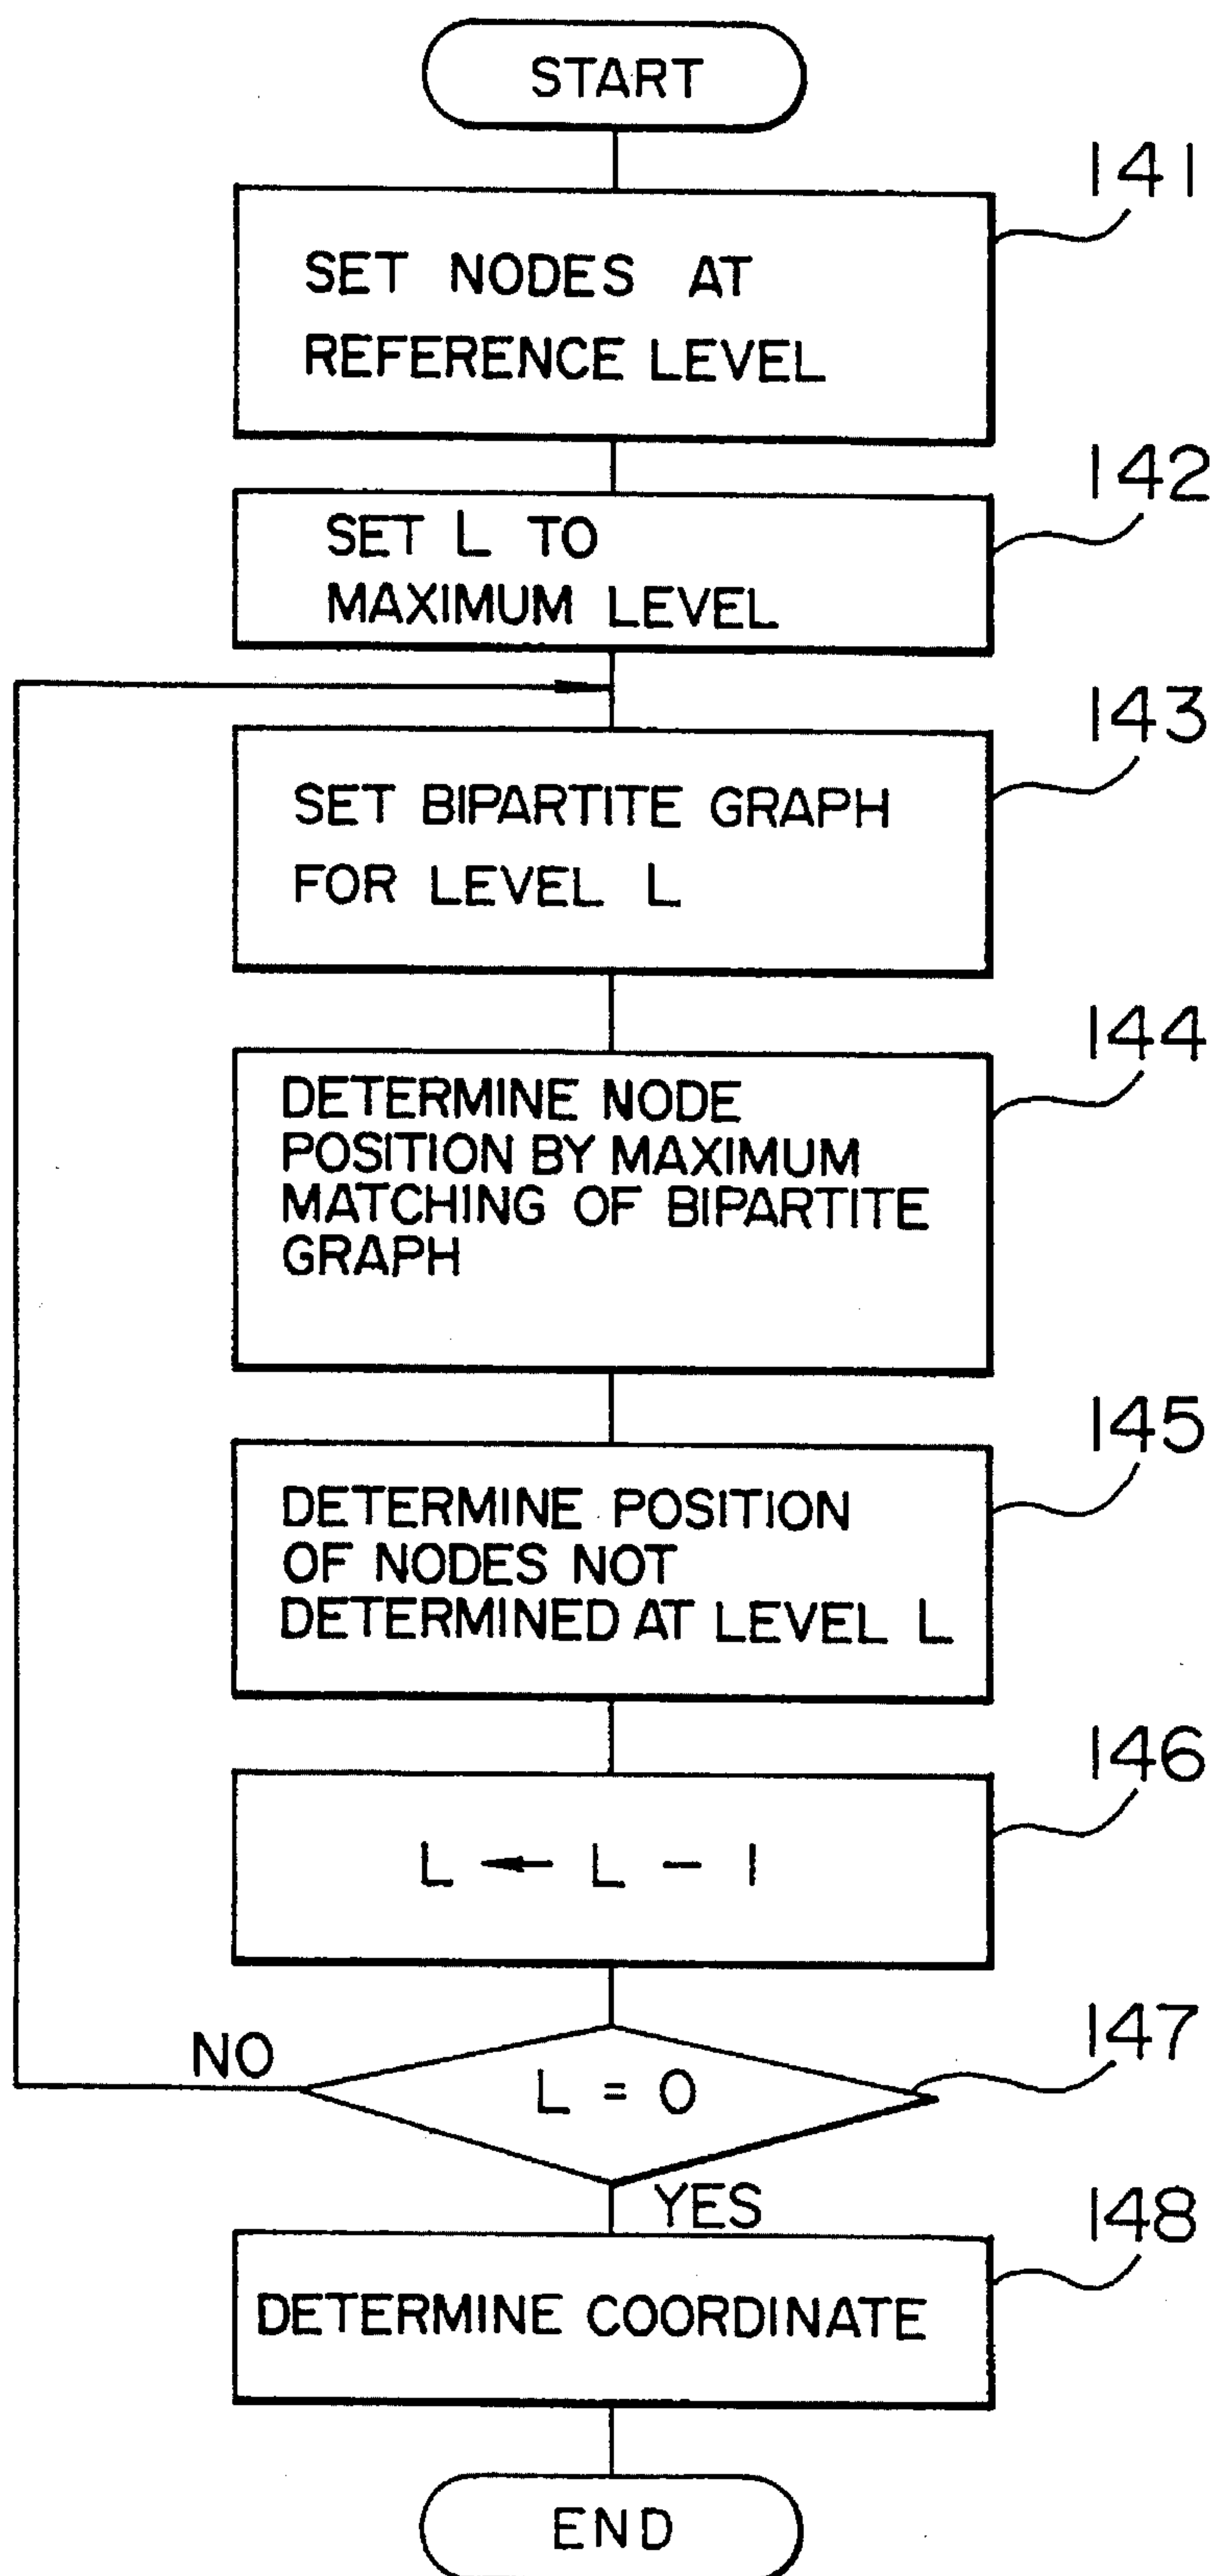 START
141
SET NODES AT
REFERENCE LEVEL
142
SET L TO
MAXIMUM LEVEL
143
SET BIPARTITE GRAPH
FOR LEVEL L
144
DETERMINE NODE
POSITION BY MAXIMUM
MATCHING OF BIPARTITE
GRAPH
145
DETERMINE POSITION
OF NODES NOT
DETERMINED AT LEVEL L
146
L ← L - 1
147
NO
L = 0
YES
148
DETERMINE COORDINATE
END